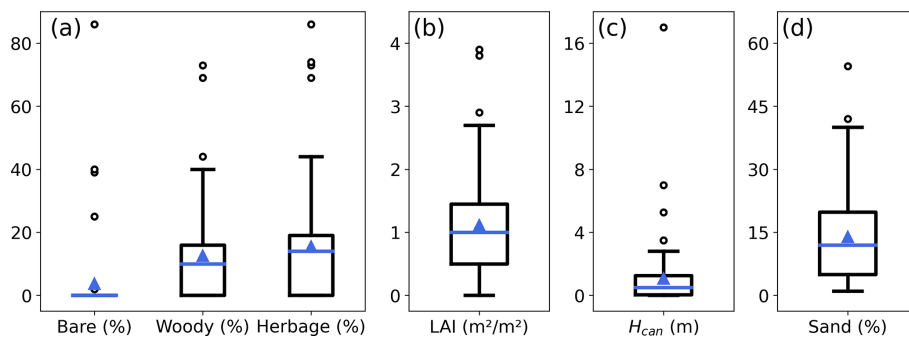 (a)
80
60
40
20
0
Bare (%) Woody (%) Herbage (%)
(b)
4
3
2
1
0
LAI (m²/m²)
(c)
16
12
8
4
0
H_can (m)
(d)
60
45
30
15
0
Sand (%)